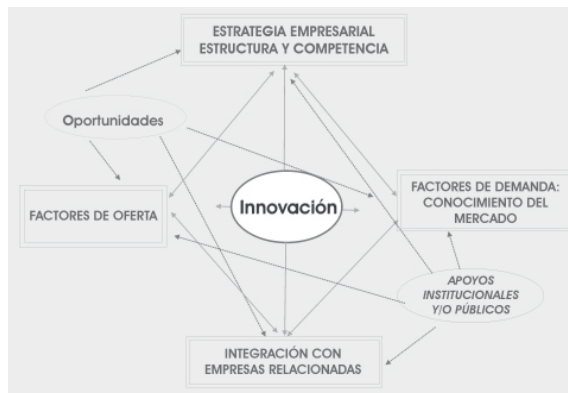 ESTRATEGIA EMPRESARIAL
ESTRUCTURA Y COMPETENCIA
Oportunidades
Innovación
FACTORES DE OFERTA
FACTORES DE DEMANDA:
CONOCIMIENTO DEL
MERCADO
APOYOS
INSTITUCIONALES
Y/O PÚBLICOS
INTEGRACIÓN CON
EMPRESAS RELACIONADAS